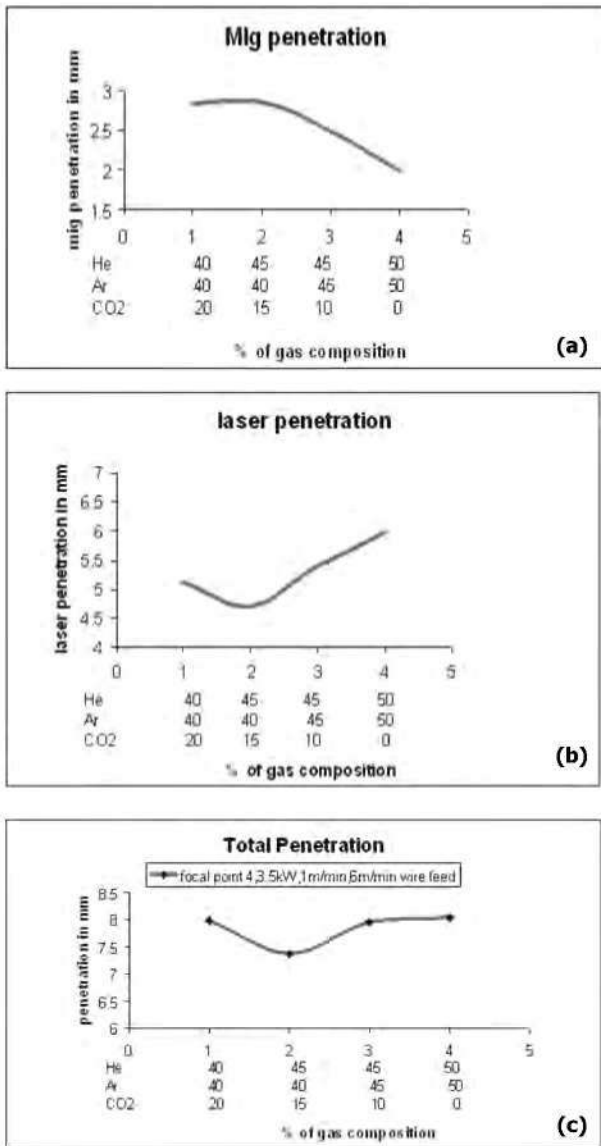 MIg penetration
mig penetration in mm
3
2.5
2
1.5
0 1 2 3 4 5
He 40 45 45 50
Ar 40 40 45 50
CO2 20 15 10 0
% of gas composition
(a)
laser penetration
laser penetration in mm
7
6.5
6
5.5
5
4.5
4
0 1 2 3 4 5
He 40 45 45 50
Ar 40 40 45 50
CO2 20 15 10 0
% of gas composition
(b)
Total Penetration
focal point 4,3.5kW,1m/min,6m/min wire feed
penetration in mm
8.5
8
7.5
7
6.5
6
0 1 2 3 4 5
He 40 45 45 50
Ar 40 40 45 50
CO2 20 15 10 0
% of gas composition
(c)